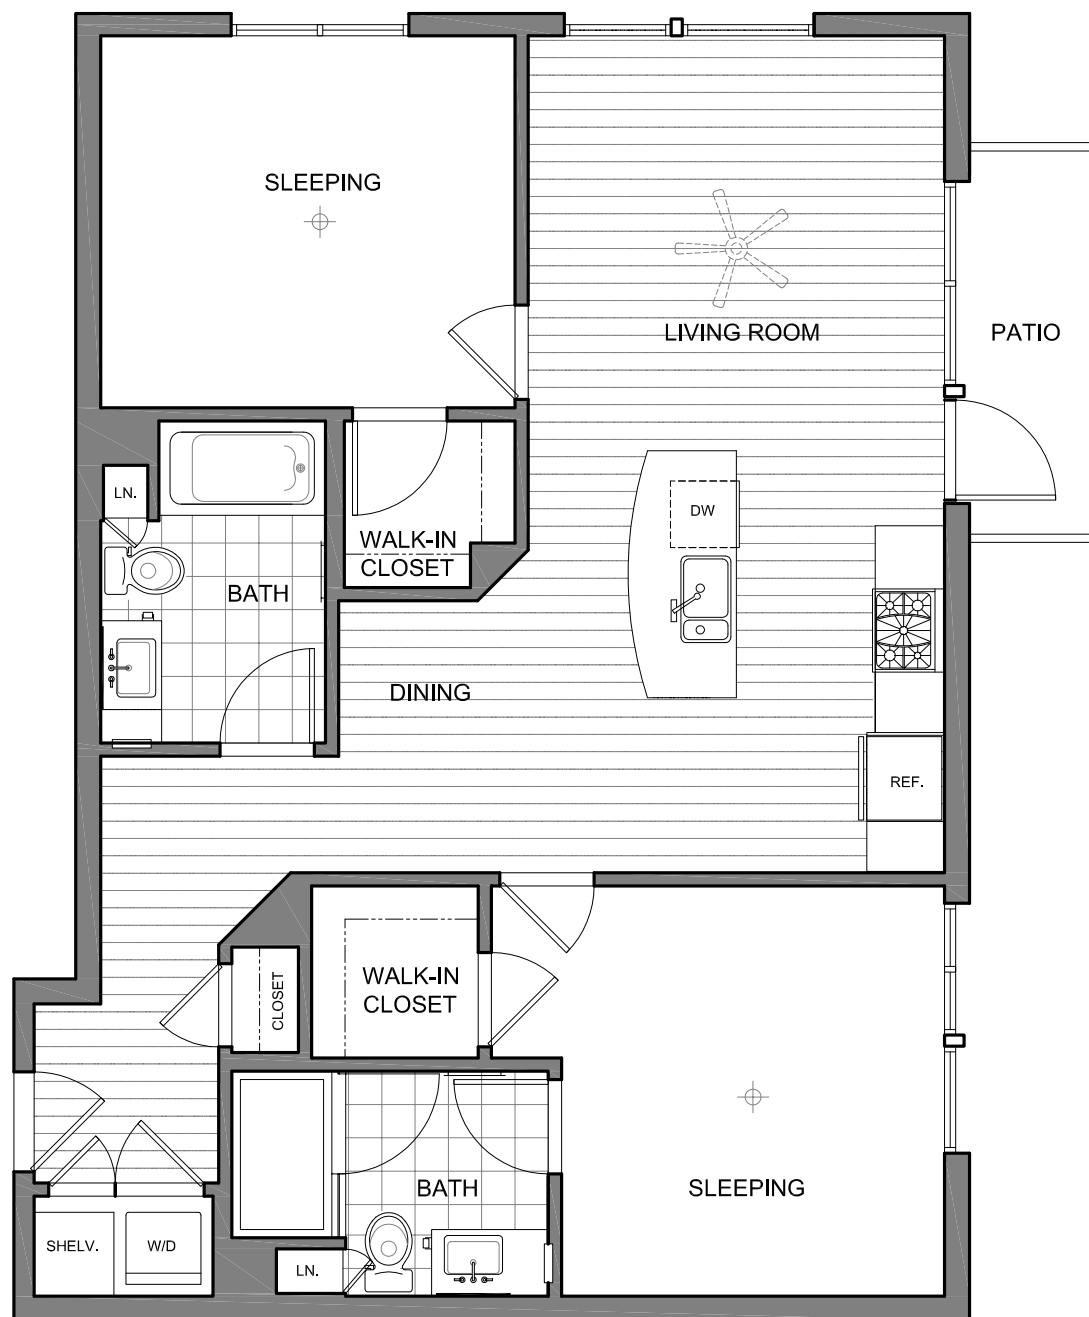 SLEEPING
LIVING ROOM
PATIO
LN.
DW
WALK-IN
CLOSET
BATH
DINING
REF.
WALK-IN
CLOSET
CLOSET
BATH
SLEEPING
SHELV.
W/D
LN.